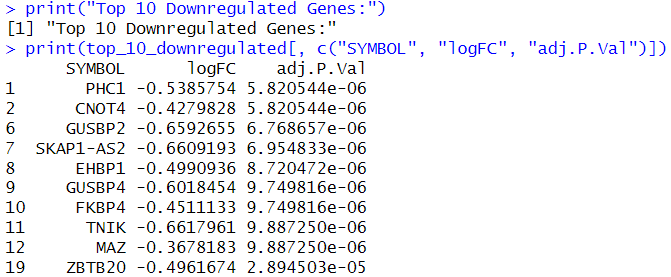 > print("Top 10 Downregulated Genes:")
[1] "Top 10 Downregulated Genes:"
> print(top_10_downregulated[, c("SYMBOL", "logFC", "adj.P.Val")])
SYMBOL logFC adj.P.Val
1 PHC1 -0.5385754 5.820544e-06
2 CNOT4 -0.4279828 5.820544e-06
6 GUSBP2 -0.6592655 6.768657e-06
7 SKAP1-AS2 -0.6609193 6.954833e-06
8 EHBP1 -0.4990936 8.720472e-06
9 GUSBP4 -0.6018454 9.749816e-06
10 FKBP4 -0.4511133 9.749816e-06
11 TNIK -0.6617961 9.887250e-06
12 MAZ -0.3678183 9.887250e-06
19 ZBTB20 -0.4961674 2.894503e-05